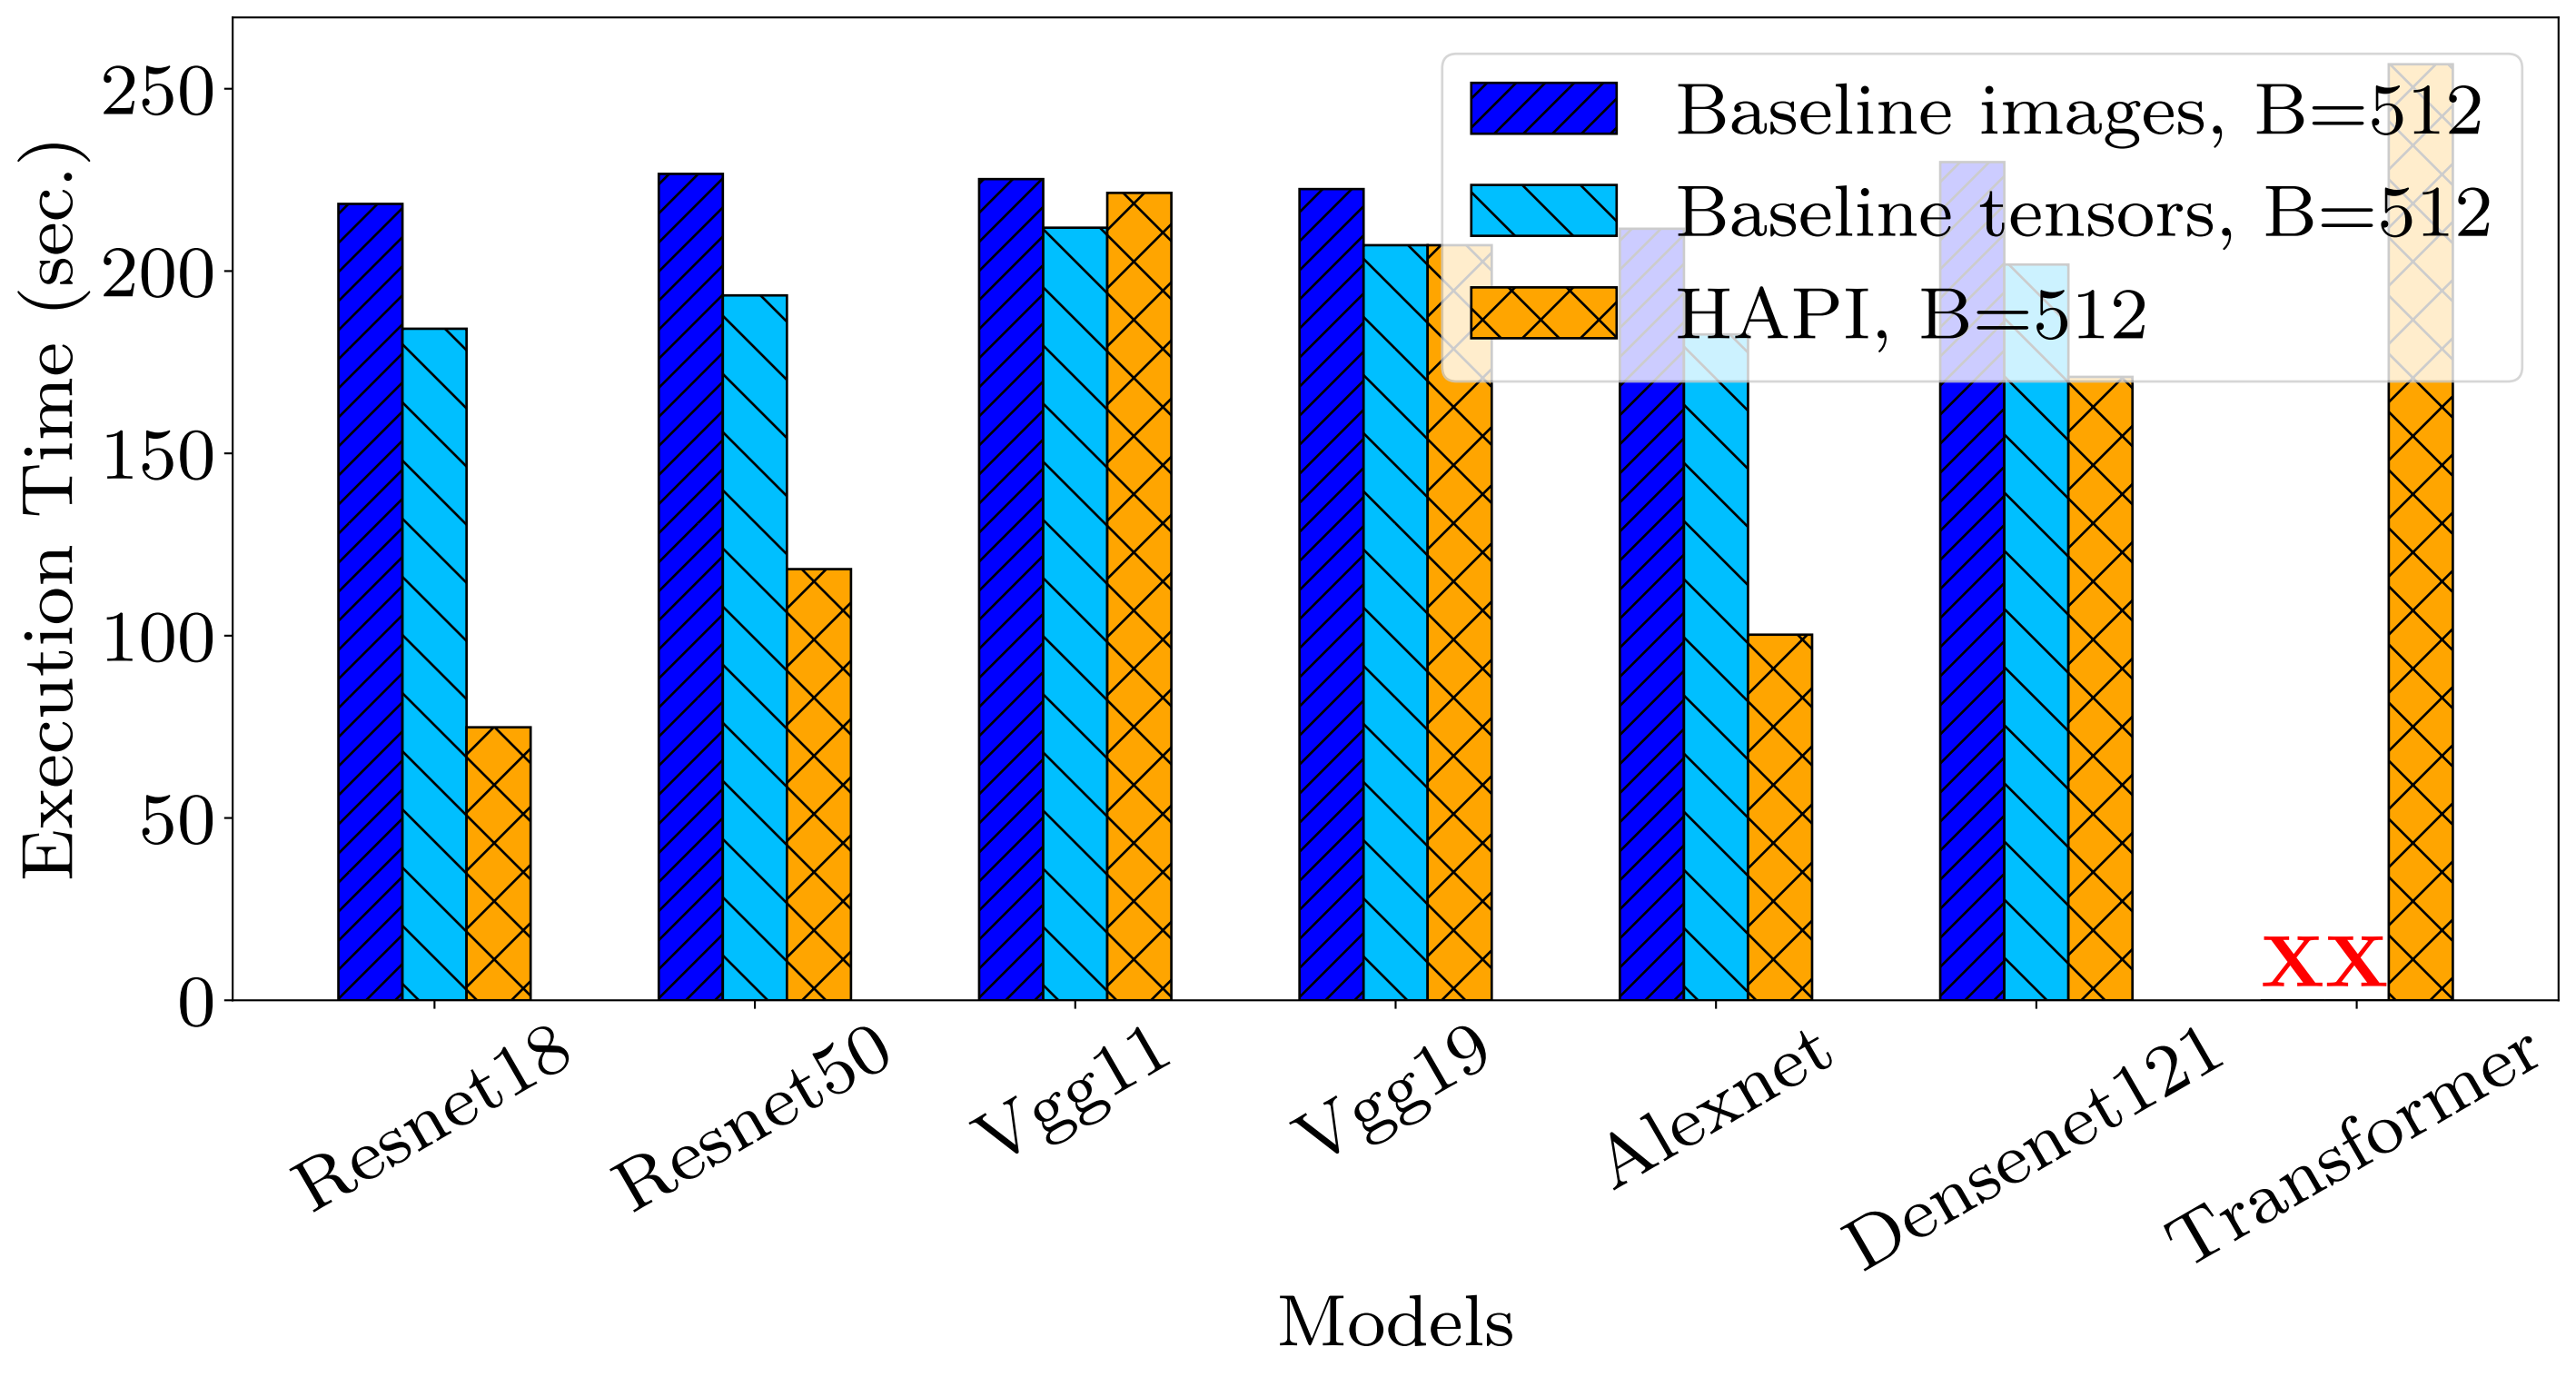 Execution Time (sec.)
250
200
150
100
50
0
Baseline images, B=512
Baseline tensors, B=512
HAPI, B=512
x x
Resnet18 Resnet50 Vgg11 Vgg19 Alexnet Densenet121 Transformer
Models